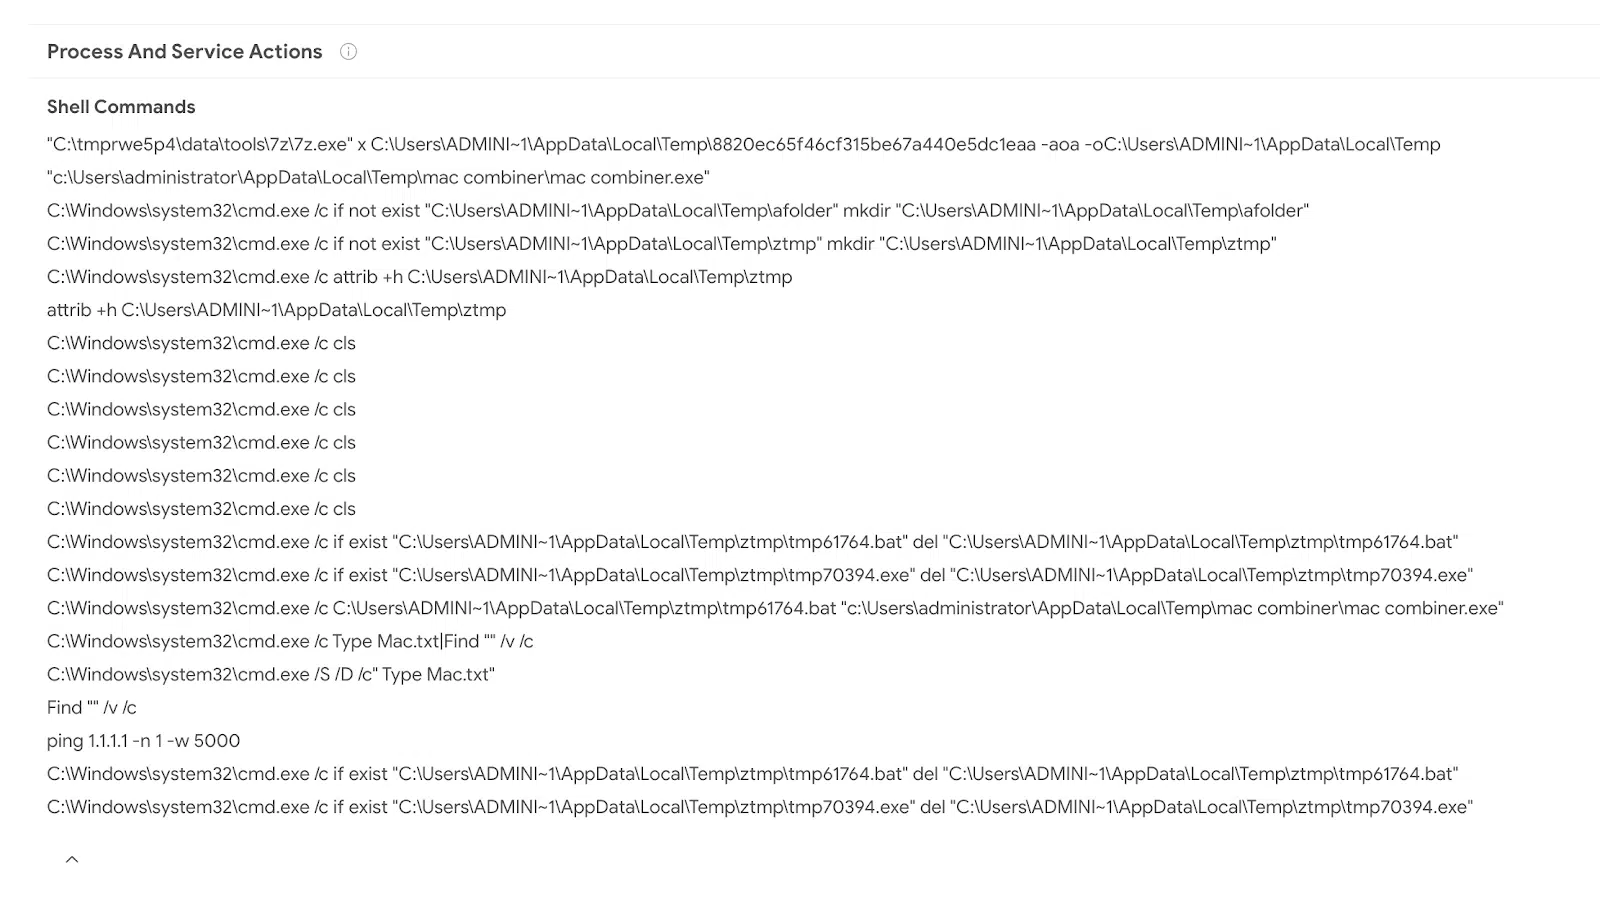 Process And Service Actions
Shell Commands
"C:\tmprwe5p4\data\tools\7z\7z.exe" x C:\Users\ADMINI~1\AppData\Local\Temp\8820ec65f46cf315be67a440e5dc1eaa -aoa -oC:\Users\ADMINI~1\AppData\Local\Temp
"c:\Users\administrator\AppData\Local\Temp\mac combiner\mac combiner.exe"
C:\Windows\system32\cmd.exe /c if not exist "C:\Users\ADMINI~1\AppData\Local\Temp\afolder" mkdir "C:\Users\ADMINI~1\AppData\Local\Temp\afolder"
C:\Windows\system32\cmd.exe /c if not exist "C:\Users\ADMINI~1\AppData\Local\Temp\ztmp" mkdir "C:\Users\ADMINI~1\AppData\Local\Temp\ztmp"
C:\Windows\system32\cmd.exe /c attrib +h C:\Users\ADMINI~1\AppData\Local\Temp\ztmp
attrib +h C:\Users\ADMINI~1\AppData\Local\Temp\ztmp
C:\Windows\system32\cmd.exe /c cls
C:\Windows\system32\cmd.exe /c cls
C:\Windows\system32\cmd.exe /c cls
C:\Windows\system32\cmd.exe /c cls
C:\Windows\system32\cmd.exe /c cls
C:\Windows\system32\cmd.exe /c cls
C:\Windows\system32\cmd.exe /c if exist "C:\Users\ADMINI~1\AppData\Local\Temp\ztmp\tmp61764.bat" del "C:\Users\ADMINI~1\AppData\Local\Temp\ztmp\tmp61764.bat"
C:\Windows\system32\cmd.exe /c if exist "C:\Users\ADMINI~1\AppData\Local\Temp\ztmp\tmp70394.exe" del "C:\Users\ADMINI~1\AppData\Local\Temp\ztmp\tmp70394.exe"
C:\Windows\system32\cmd.exe /c C:\Users\ADMINI~1\AppData\Local\Temp\ztmp\tmp61764.bat "c:\Users\administrator\AppData\Local\Temp\mac combiner\mac combiner.exe"
C:\Windows\system32\cmd.exe /c Type Mac.txt|Find "" /v /c
C:\Windows\system32\cmd.exe /S /D /c" Type Mac.txt"
Find "" /v /c
ping 1.1.1.1 -n 1 -w 5000
C:\Windows\system32\cmd.exe /c if exist "C:\Users\ADMINI~1\AppData\Local\Temp\ztmp\tmp61764.bat" del "C:\Users\ADMINI~1\AppData\Local\Temp\ztmp\tmp61764.bat"
C:\Windows\system32\cmd.exe /c if exist "C:\Users\ADMINI~1\AppData\Local\Temp\ztmp\tmp70394.exe" del "C:\Users\ADMINI~1\AppData\Local\Temp\ztmp\tmp70394.exe"